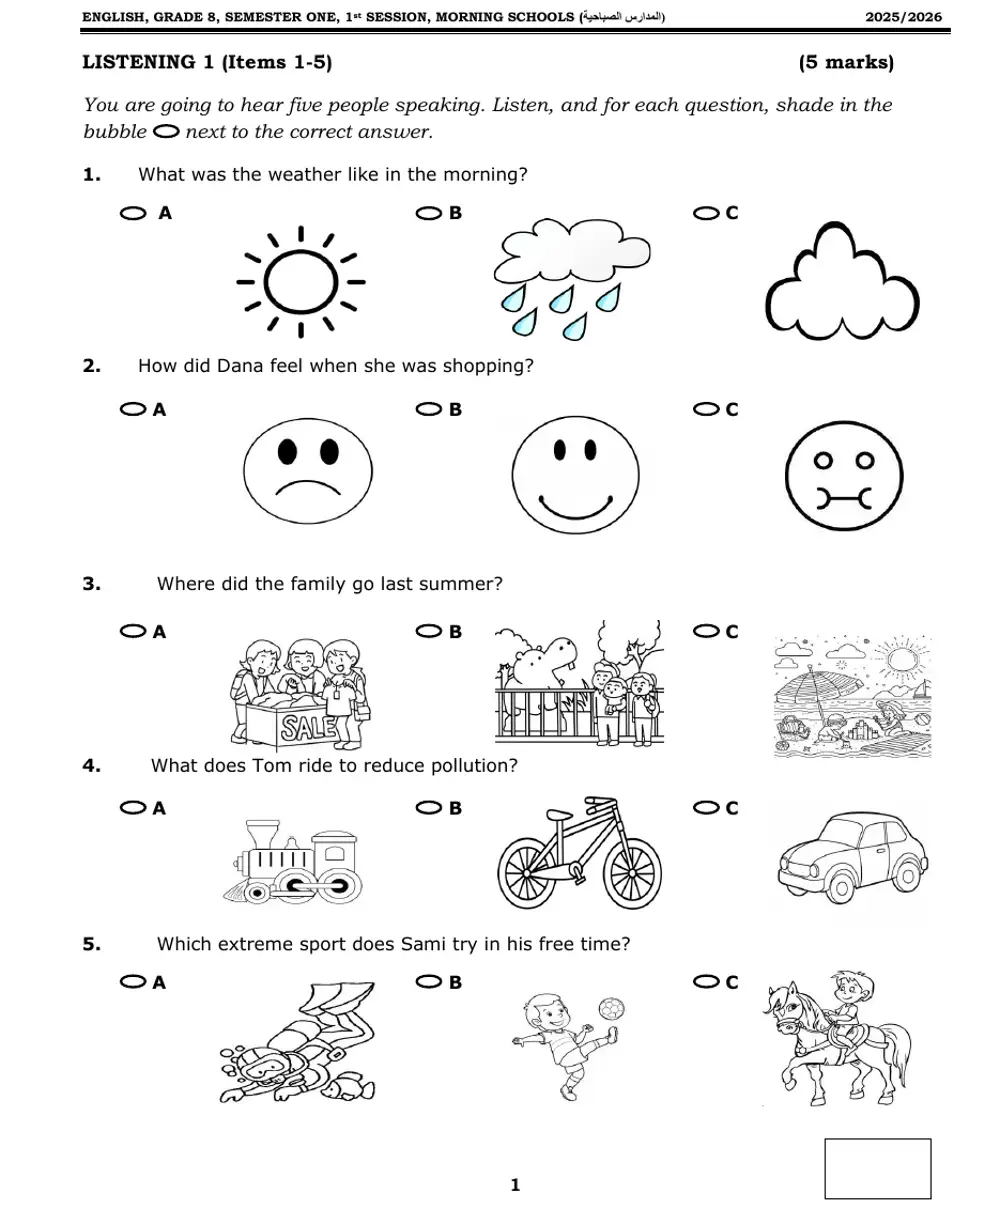 ENGLISH, GRADE 8, SEMESTER ONE, 1st SESSION, MORNING SCHOOLS (المدارس الصباحية) 2025/2026
LISTENING 1 (Items 1-5) (5 marks)
You are going to hear five people speaking. Listen, and for each question, shade in the
bubble next to the correct answer.
1. What was the weather like in the morning?
A B C
2. How did Dana feel when she was shopping?
A B C
3. Where did the family go last summer?
A B C
SALE
4. What does Tom ride to reduce pollution?
A B C
5. Which extreme sport does Sami try in his free time?
A B C
1